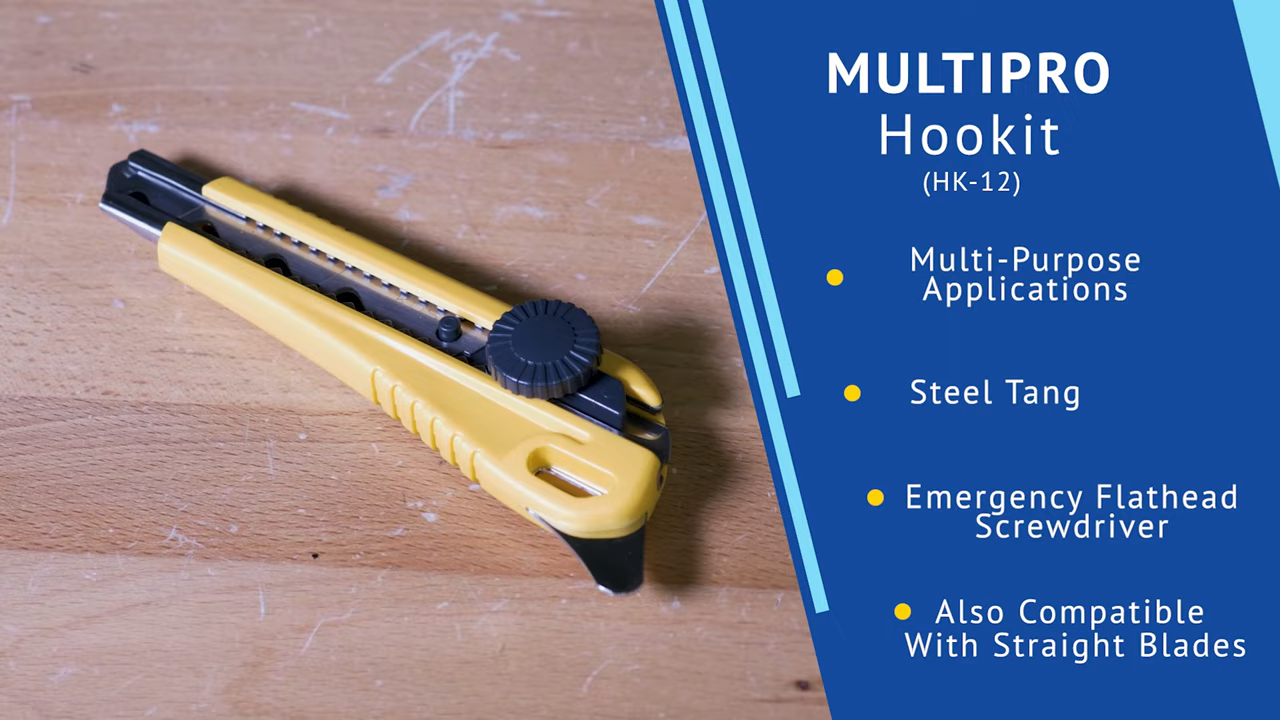 MULTIPRO
Hookit
(HK-12)
Multi-Purpose
Applications
Steel Tang
Emergency Flathead
Screwdriver
Also Compatible
With Straight Blades